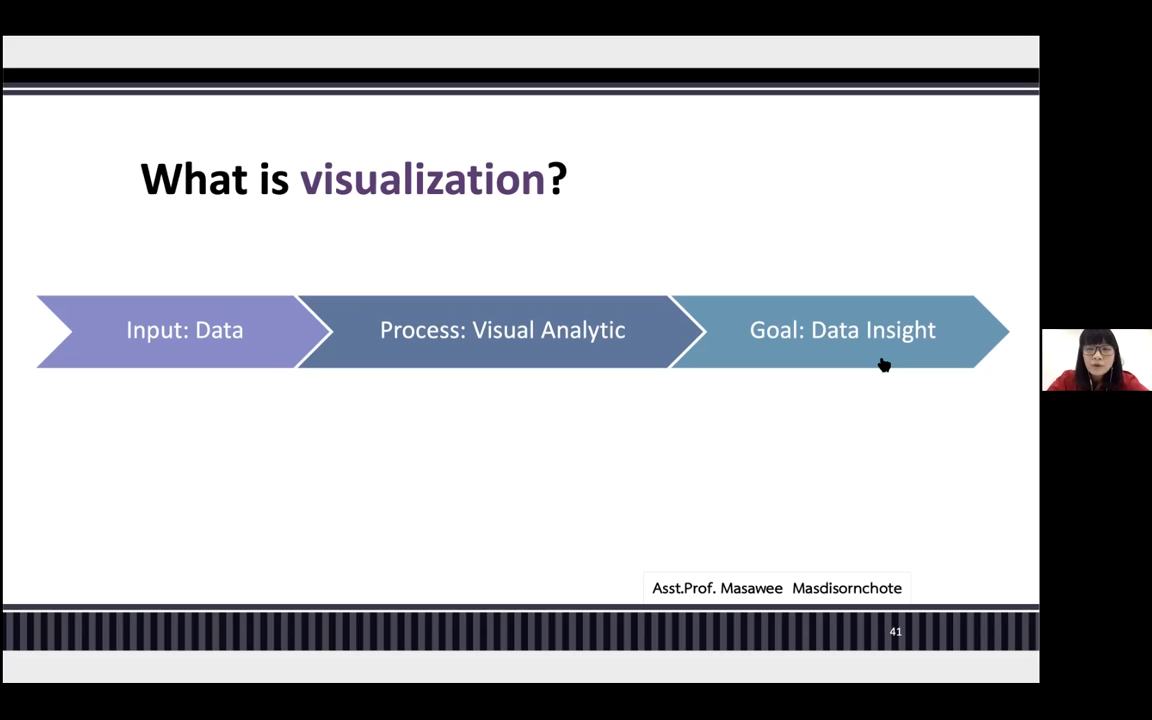 What is visualization?
Input: Data
Process: Visual Analytic
Goal: Data Insight
Asst.Prof. Masawee Masdisornchote
41